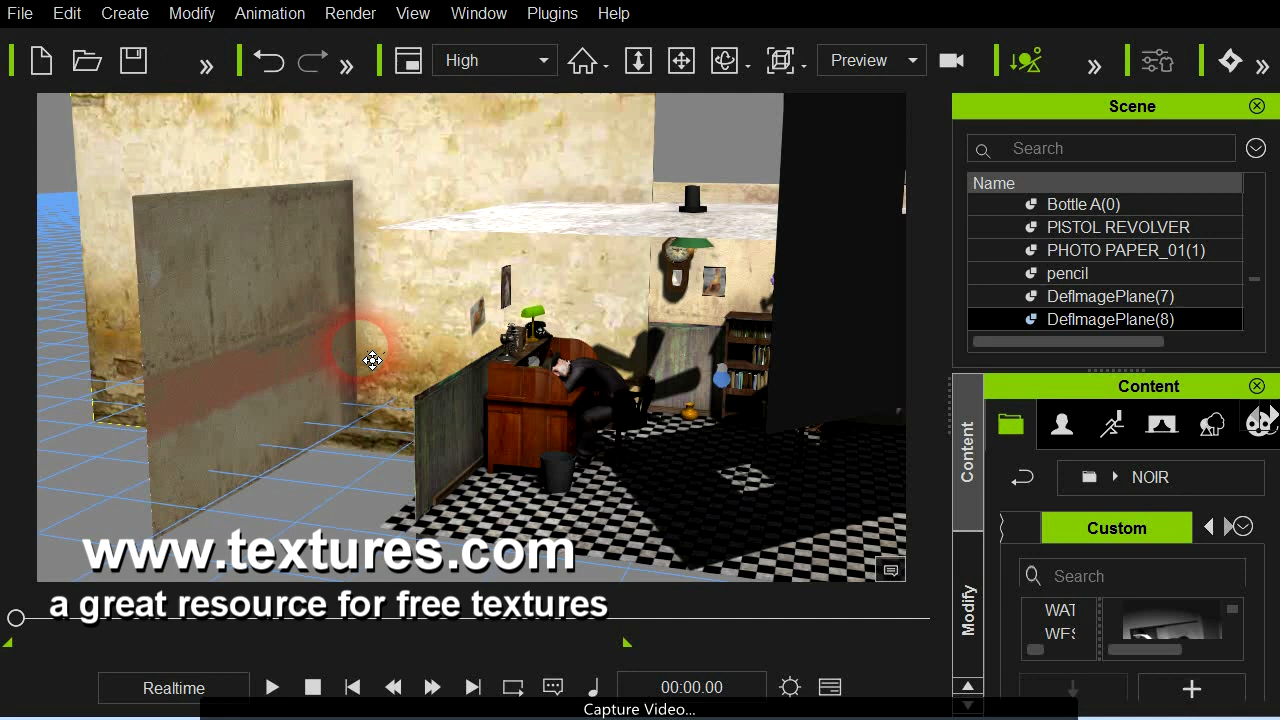 File Edit Create Modify Animation Render View Window Plugins Help
High
Preview
Scene
Search
Name
Bottle A(0)
PISTOL REVOLVER
PHOTO PAPER_01(1)
pencil
DefImagePlane(7)
DefImagePlane(8)
Content
Content
NOIR
Custom
Search
Modify
www.textures.com
a great resource for free textures
Realtime
00:00.00
Capture Video...